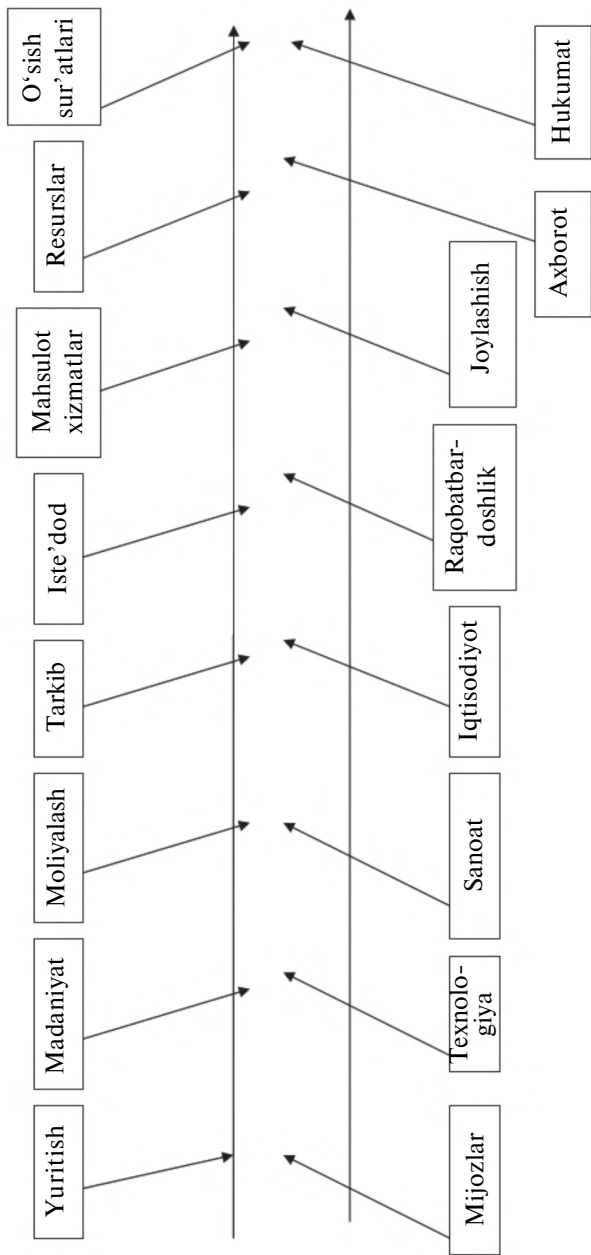 Yuritish
Madaniyat
Moliyalash
Tarkib
Iste’dod
Mahsulot
xizmatlar
Resurslar
O‘sish
sur’atlari
Mijozlar
Texnolo-
giya
Sanoat
Iqtisodiyot
Raqobatbar-
doshlik
Joylashish
Axborot
Hukumat